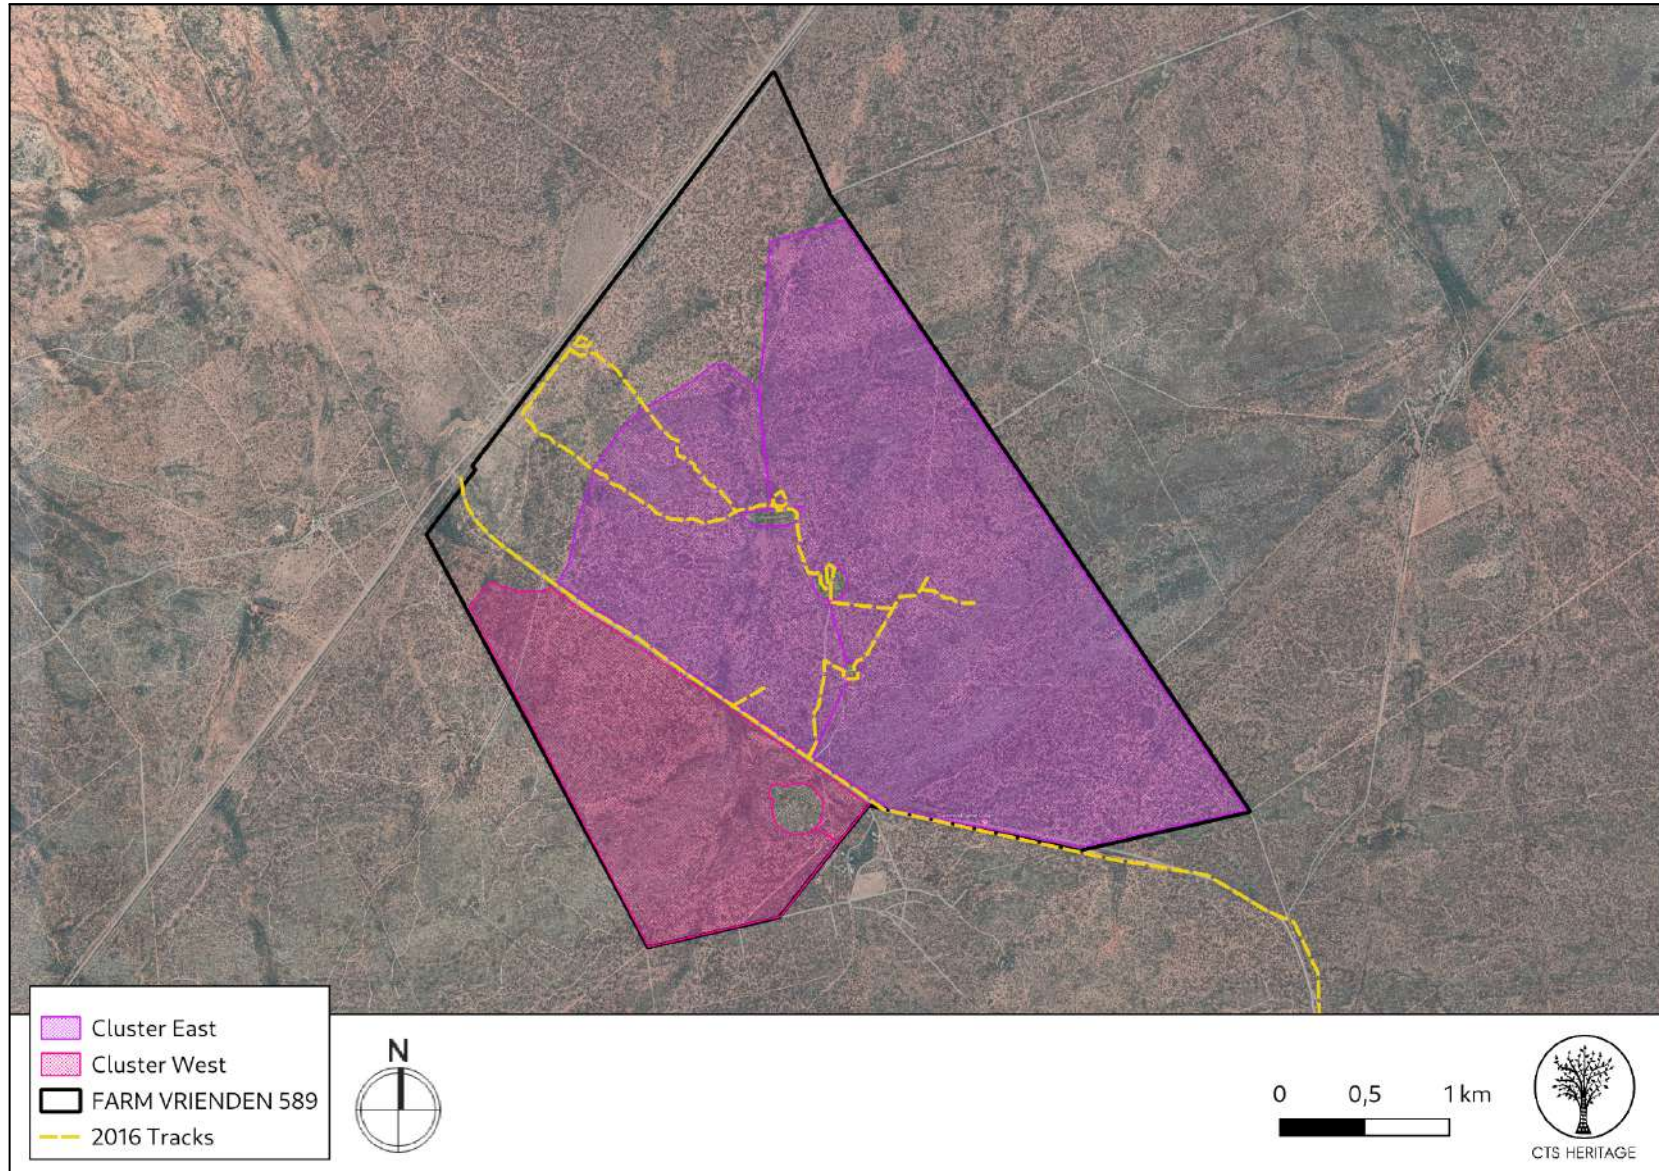 Cluster East
Cluster West
FARM VRIENDEN 589
2016 Tracks
N
0 0,5 1 km
CTS HERITAGE